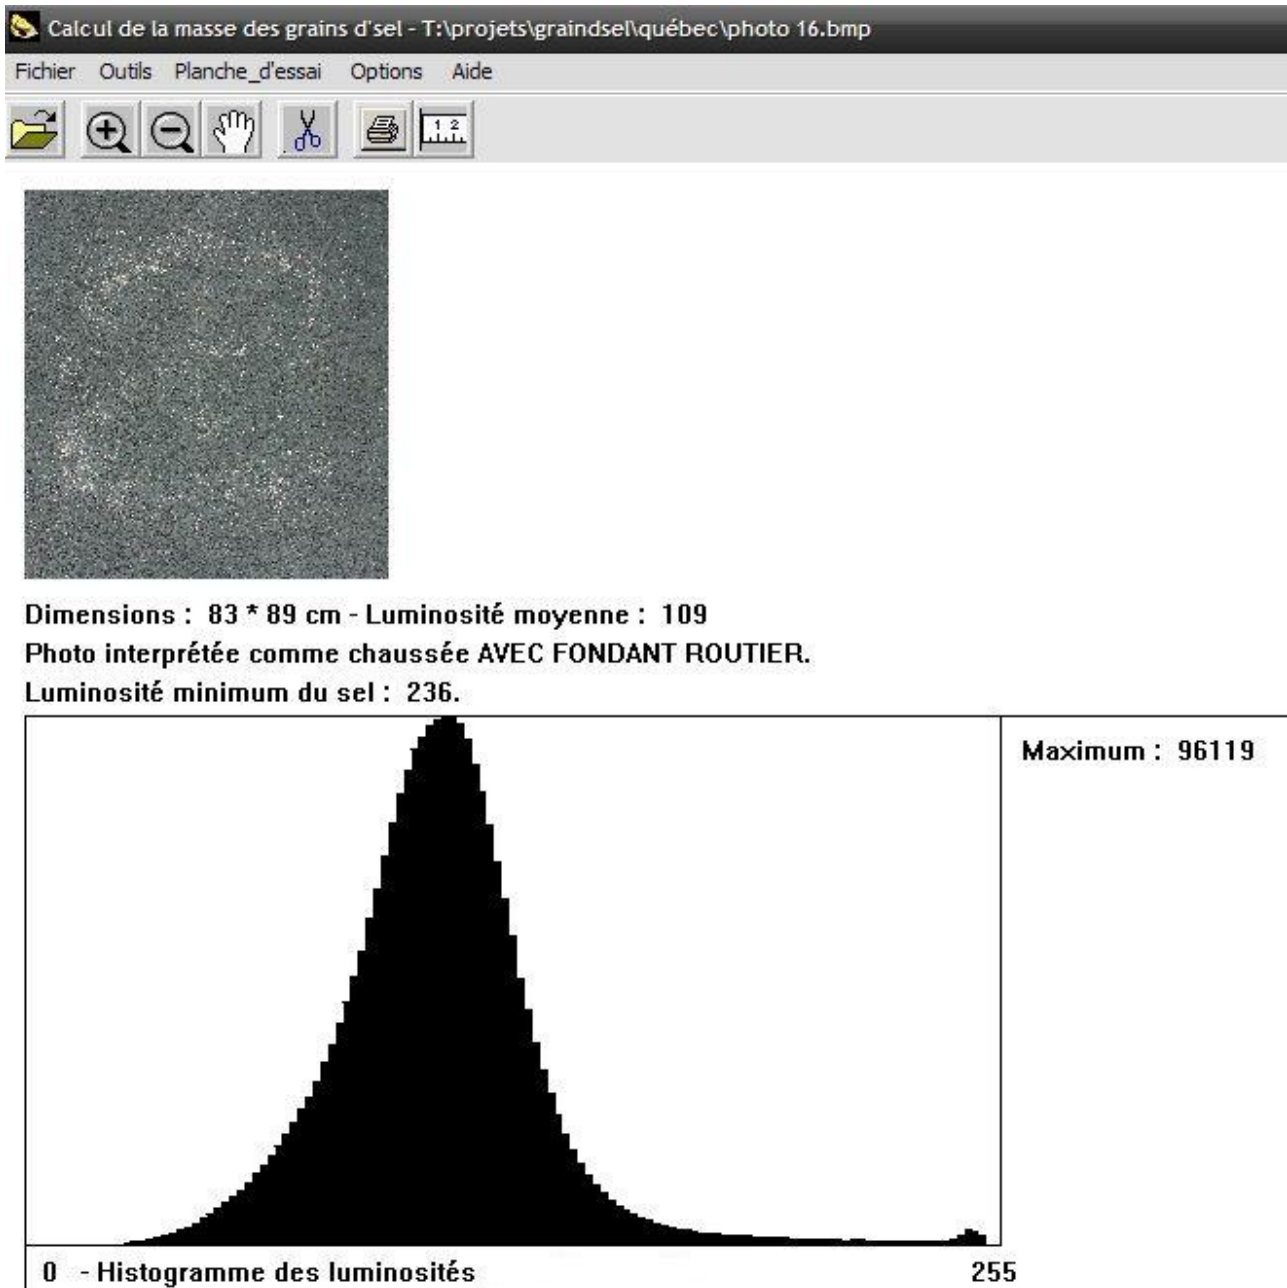 Calcul de la masse des grains d'sel - T:\projets\graindsel\québec\photo 16.bmp
Fichier Outils Planche_d'essai Options Aide
1 2
Dimensions : 83 * 89 cm - Luminosité moyenne : 109
Photo interprétée comme chaussée AVEC FONDANT ROUTIER.
Luminosité minimum du sel : 236.
Maximum : 96119
0 - Histogramme des luminosités 255